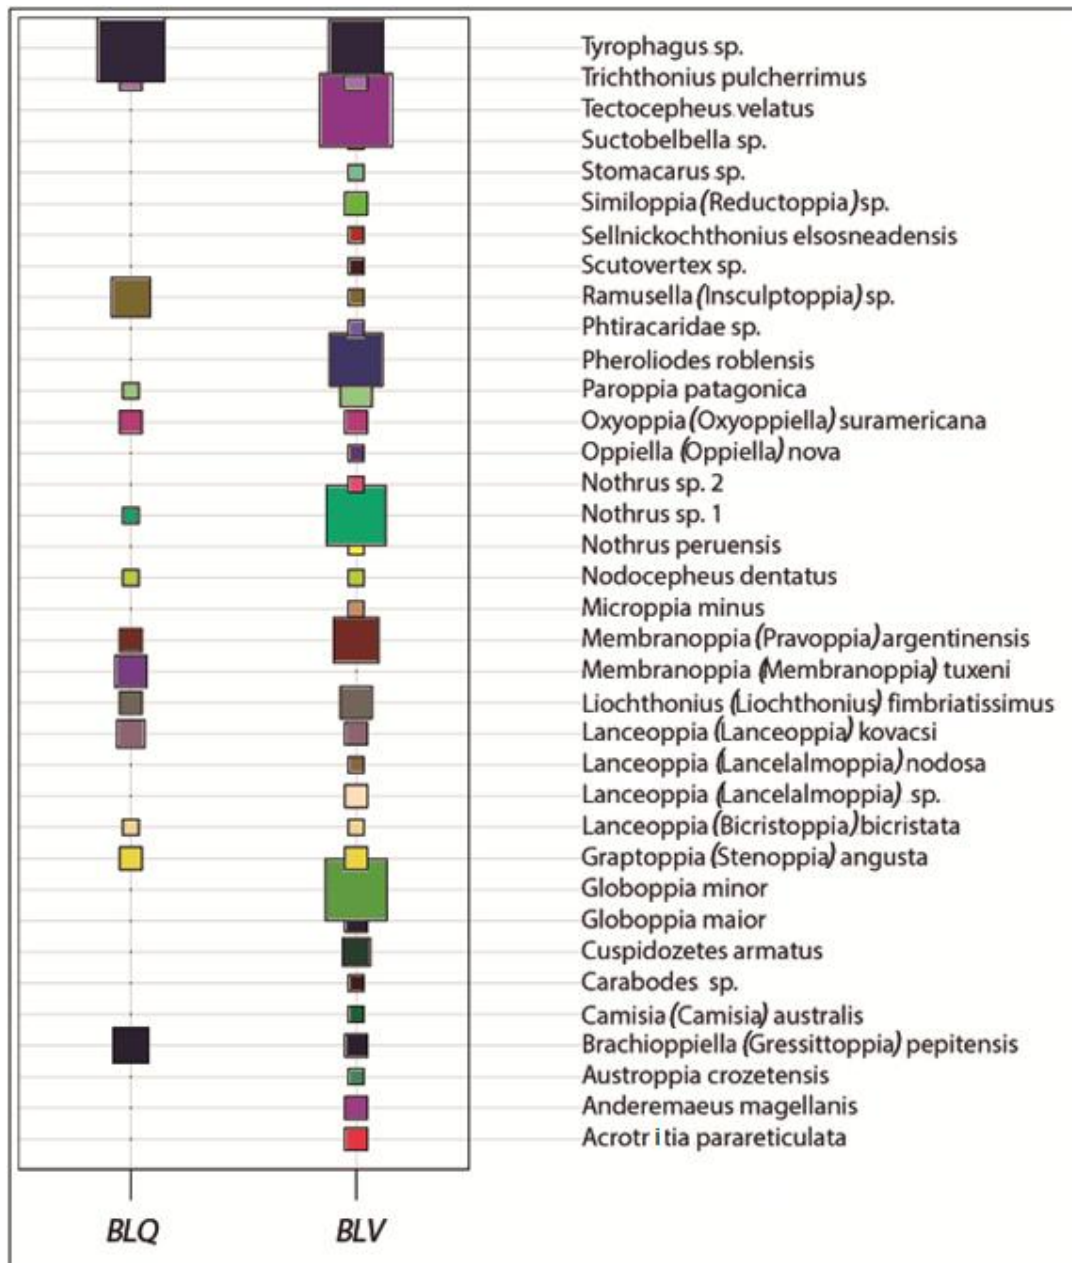 Tyrophagus sp.
Trichthonius pulcherrimus
Tectocepheus velatus
Suctobelbella sp.
Stomacarus sp.
Similoppia (Reductoppia) sp.
Sellnickochthonius elsosneadensis
Scutovertex sp.
Ramusella (Insculptoppia) sp.
Phtiracaridae sp.
Pheroliodes roblensis
Paroppia patagonica
Oxyoppia (Oxyoppiella) suramericana
Oppiella (Oppiella) nova
Nothrus sp. 2
Nothrus sp. 1
Nothrus peruensis
Nodocepheus dentatus
Microppia minus
Membranoppia (Pravoppia) argentinensis
Membranoppia (Membranoppia) tuxeni
Liochthonius (Liochthonius) fimbriatissimus
Lanceoppia (Lanceoppia) kovacsi
Lanceoppia (Lancelalmoppia) nodosa
Lanceoppia (Lancelalmoppia) sp.
Lanceoppia (Bicristoppia) bicristata
Graptoppia (Stenoppia) angusta
Globoppia minor
Globoppia maior
Cuspidozetes armatus
Carabodes sp.
Camisia (Camisia) australis
Brachioppiella (Gressittoppia) pepitensis
Austroppia crozetensis
Anderemaeus magellanis
Acrotritia parareticulata
BLQ BLV